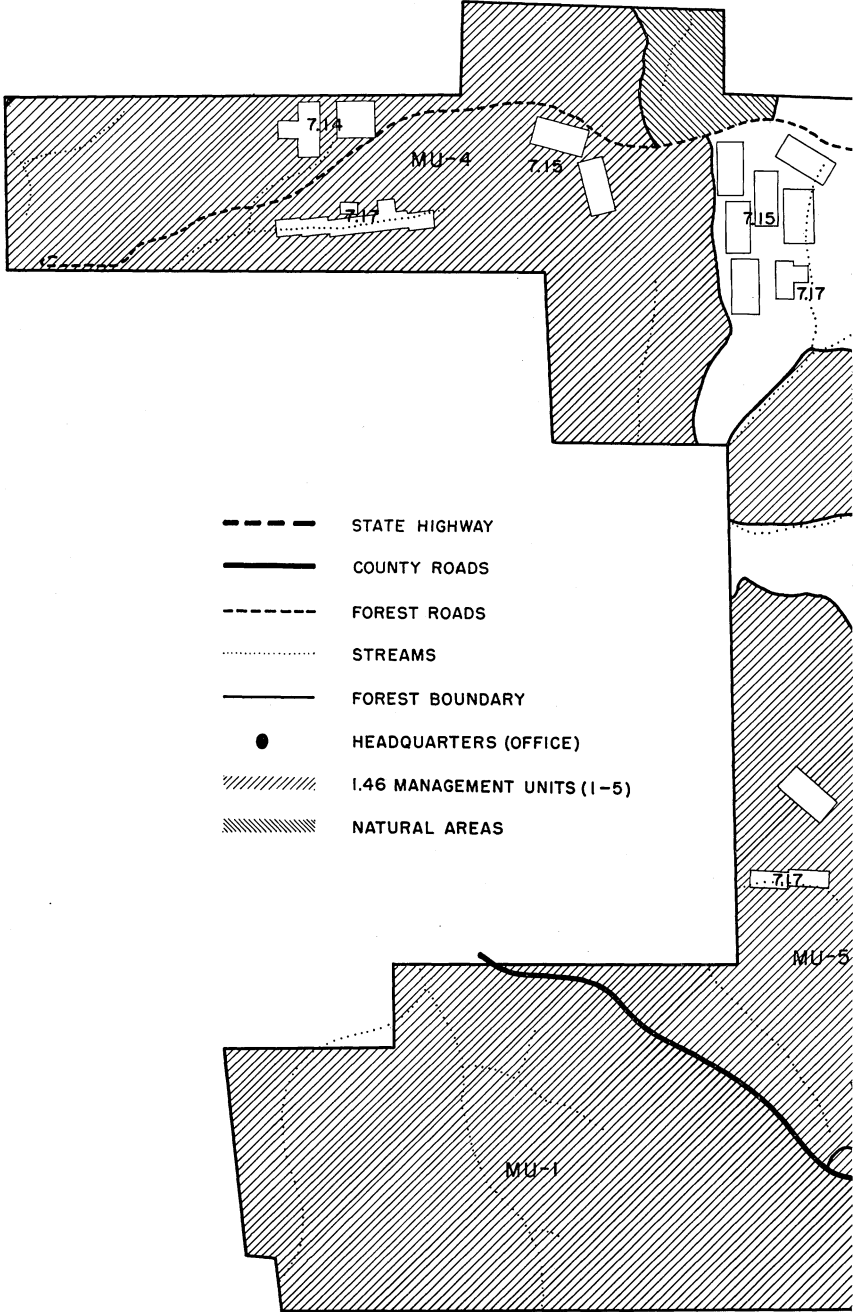 7.14
MU-4
7.15
7.17
7.15
7.17
STATE HIGHWAY
COUNTY ROADS
FOREST ROADS
STREAMS
FOREST BOUNDARY
HEADQUARTERS (OFFICE)
1.46 MANAGEMENT UNITS (1-5)
NATURAL AREAS
7.17
MU-5
MU-1